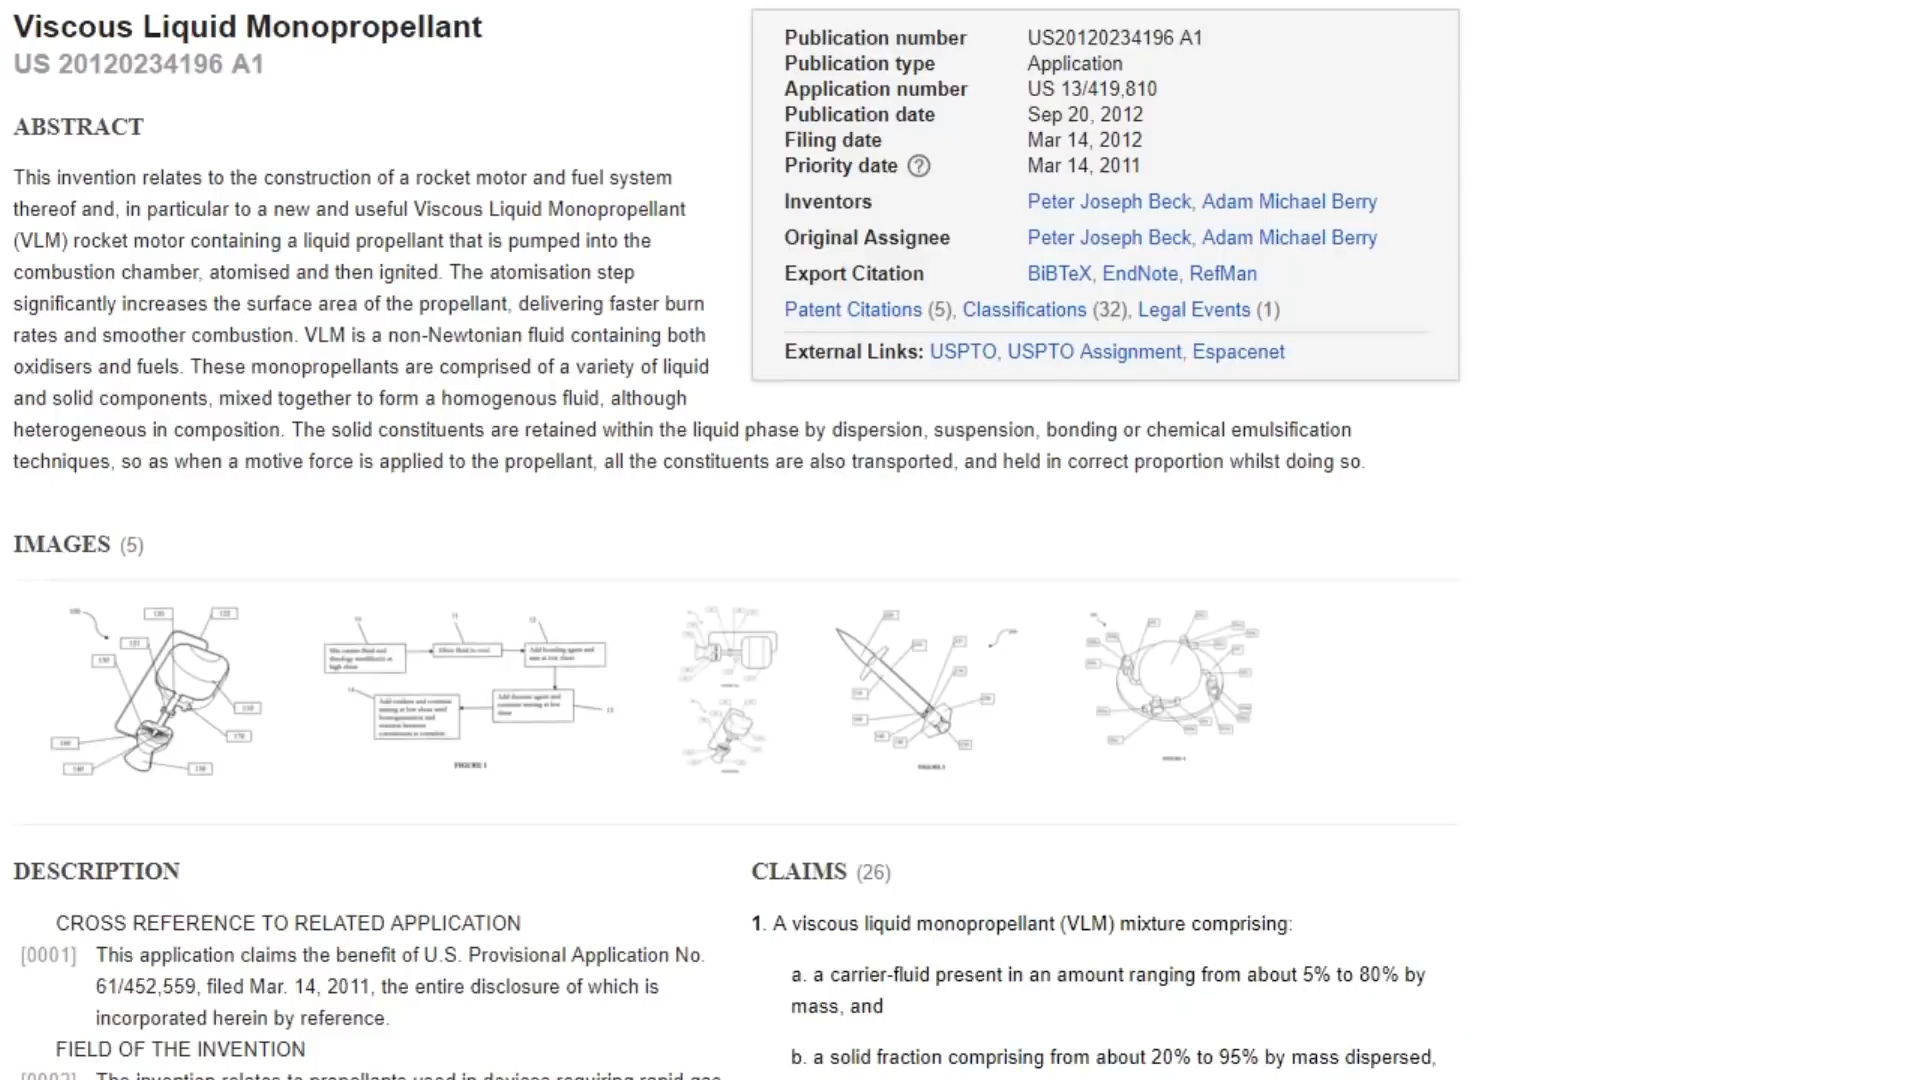 Viscous Liquid Monopropellant
US 20120234196 A1
ABSTRACT
This invention relates to the construction of a rocket motor and fuel system
thereof and, in particular to a new and useful Viscous Liquid Monopropellant
(VLM) rocket motor containing a liquid propellant that is pumped into the
combustion chamber, atomised and then ignited. The atomisation step
significantly increases the surface area of the propellant, delivering faster burn
rates and smoother combustion. VLM is a non-Newtonian fluid containing both
oxidisers and fuels. These monopropellants are comprised of a variety of liquid
and solid components, mixed together to form a homogenous fluid, although
heterogeneous in composition. The solid constituents are retained within the liquid phase by dispersion, suspension, bonding or chemical emulsification
techniques, so as when a motive force is applied to the propellant, all the constituents are also transported, and held in correct proportion whilst doing so.
Publication number US20120234196 A1
Publication type Application
Application number US 13/419,810
Publication date Sep 20, 2012
Filing date Mar 14, 2012
Priority date ? Mar 14, 2011
Inventors Peter Joseph Beck, Adam Michael Berry
Original Assignee Peter Joseph Beck, Adam Michael Berry
Export Citation BiBTeX, EndNote, RefMan
Patent Citations (5), Classifications (32), Legal Events (1)
External Links: USPTO, USPTO Assignment, Espacenet
IMAGES (5)
FIGURE 1
DESCRIPTION
CROSS REFERENCE TO RELATED APPLICATION
[0001] This application claims the benefit of U.S. Provisional Application No.
61/452,559, filed Mar. 14, 2011, the entire disclosure of which is
incorporated herein by reference.
FIELD OF THE INVENTION
[0002] The invention relates to propellants used in devices requiring rapid gas
CLAIMS (26)
1. A viscous liquid monopropellant (VLM) mixture comprising:
a. a carrier-fluid present in an amount ranging from about 5% to 80% by
mass, and
b. a solid fraction comprising from about 20% to 95% by mass dispersed,